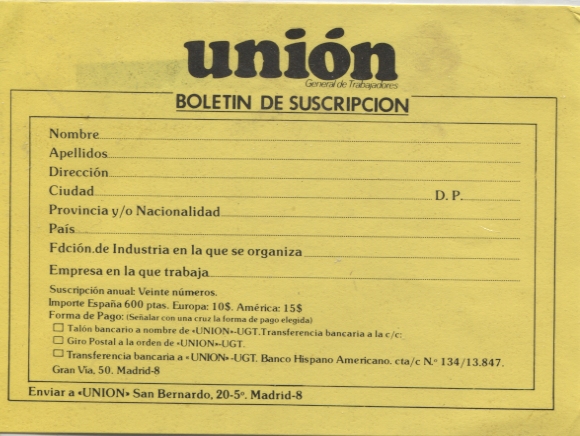 unión
General de Trabajadores
BOLETIN DE SUSCRIPCION
Nombre
Apellidos
Dirección
Ciudad D. P.
Provincia y/o Nacionalidad
País
Fdción. de Industria en la que se organiza
Empresa en la que trabaja
Suscripción anual: Veinte números.
Importe España 600 ptas. Europa: 10$. América: 15$
Forma de Pago: (Señalar con una cruz la forma de pago elegida)
☐ Talón bancario a nombre de «UNION»-UGT. Transferencia bancaria a la c/c:
☐ Giro Postal a la orden de «UNION»-UGT.
☐ Transferencia bancaria a «UNION» -UGT. Banco Hispano Americano. cta/c N.º 134/13.847.
Gran Via, 50. Madrid-8
Enviar a «UNION» San Bernardo, 20-5º. Madrid-8